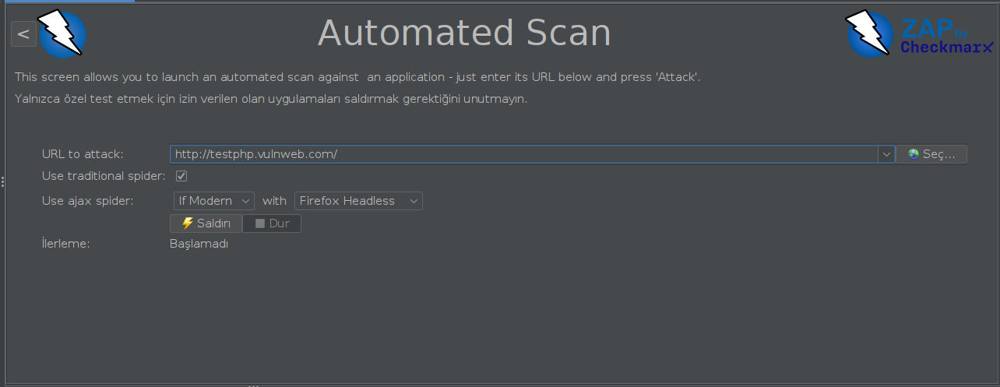 <
Automated Scan
ZAP by
Checkmarx
This screen allows you to launch an automated scan against  an application - just enter its URL below and press 'Attack'.
Yalnızca özel test etmek için izin verilen olan uygulamaları saldırmak gerektiğini unutmayın.
URL to attack: http://testphp.vulnweb.com/ Seç...
Use traditional spider:
Use ajax spider: If Modern with Firefox Headless
Saldırı Dur
İlerleme: Başlamadı